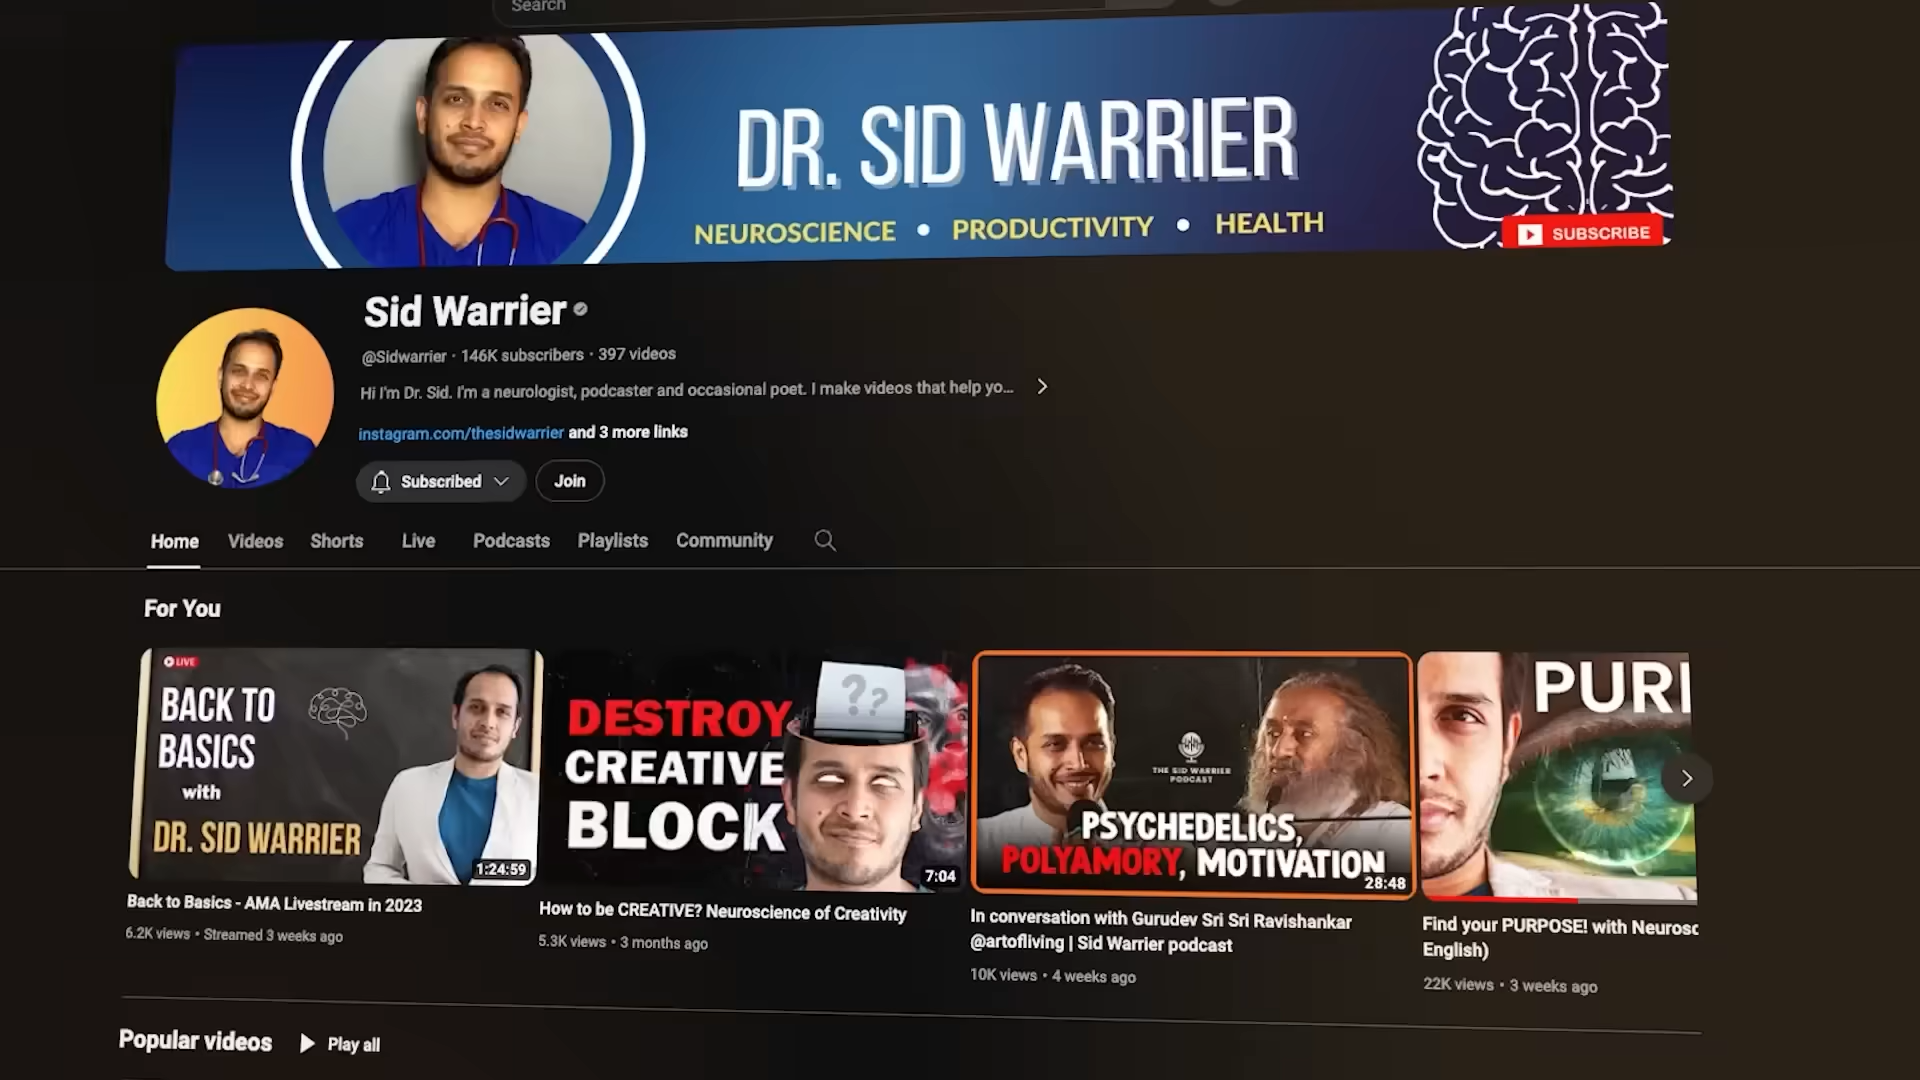 Search
DR. SID WARRIER
NEUROSCIENCE • PRODUCTIVITY • HEALTH
SUBSCRIBE
Sid Warrier
@Sidwarrier · 146K subscribers · 397 videos
Hi I'm Dr. Sid. I'm a neurologist, podcaster and occasional poet. I make videos that help yo...
instagram.com/thesidwarrier and 3 more links
Subscribed
Join
Home Videos Shorts Live Podcasts Playlists Community
For You
LIVE
BACK TO
BASICS
with
DR. SID WARRIER
1:24:59
Back to Basics - AMA Livestream in 2023
6.2K views • Streamed 3 weeks ago
??
DESTROY
CREATIVE
BLOCK
7:04
How to be CREATIVE? Neuroscience of Creativity
5.3K views • 3 months ago
THE SID WARRIER
PODCAST
PSYCHEDELICS,
POLYAMORY, MOTIVATION
28:48
In conversation with Gurudev Sri Sri Ravishankar
@artofliving | Sid Warrier podcast
10K views • 4 weeks ago
PURI
Find your PURPOSE! with Neurosc
English)
22K views • 3 weeks ago
Popular videos
Play all